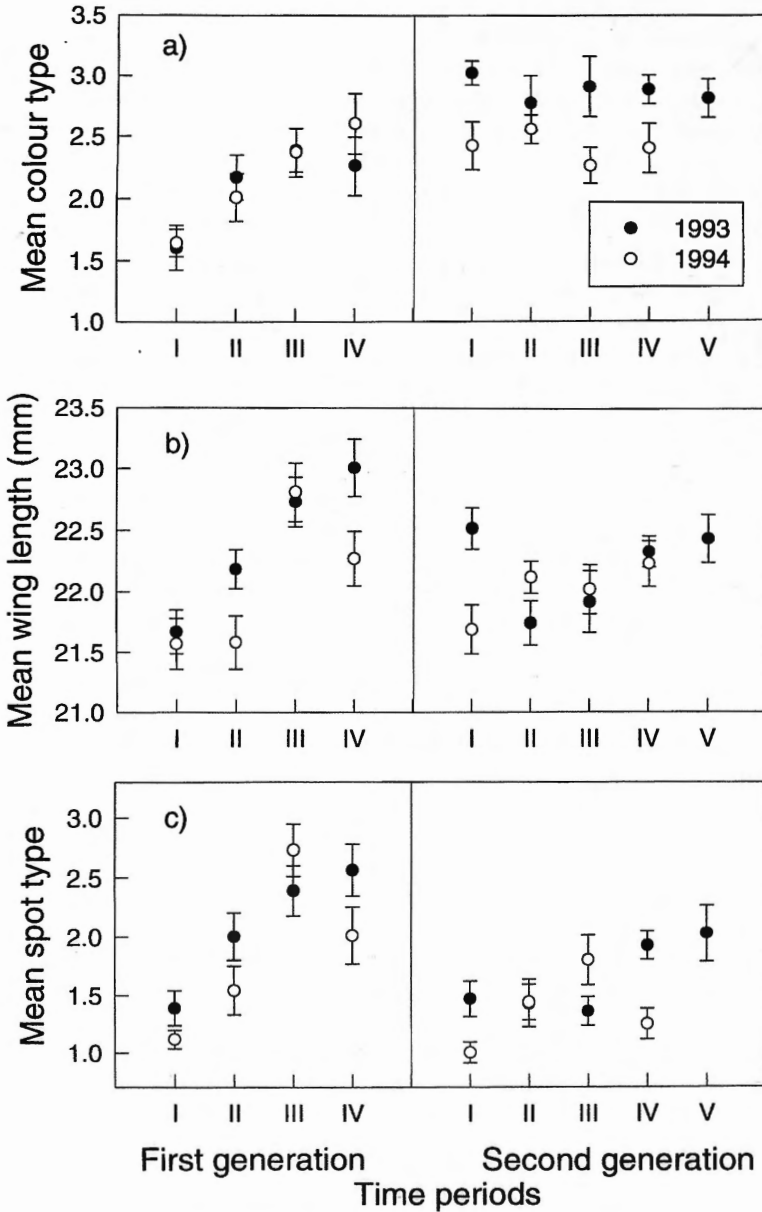 a)
Mean colour type
3.5
3.0
2.5
2.0
1.5
1.0
I II III IV I II III IV V
1993
1994
b)
Mean wing length (mm)
23.5
23.0
22.5
22.0
21.5
21.0
I II III IV I II III IV V
c)
Mean spot type
3.0
2.5
2.0
1.5
1.0
I II III IV I II III IV V
First generation Second generation
Time periods